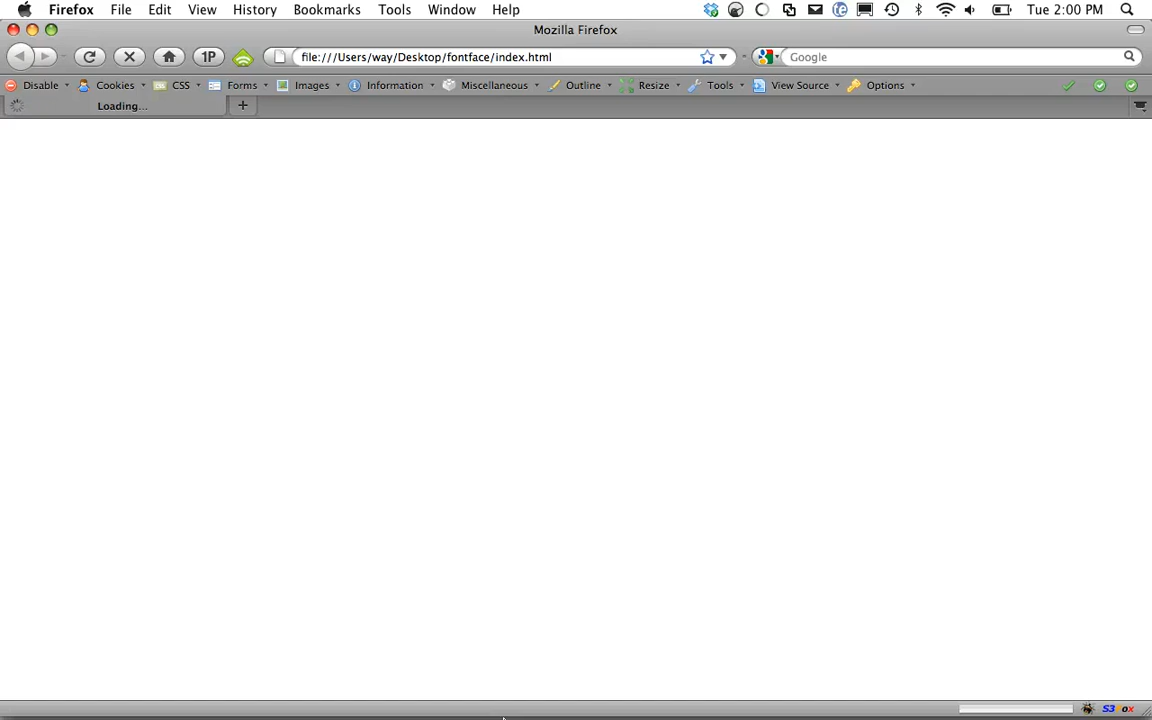 Firefox File Edit View History Bookmarks Tools Window Help Tue 2:00 PM
Mozilla Firefox
1P file:///Users/way/Desktop/fontface/index.html Google
Disable Cookies CSS Forms Images Information Miscellaneous Outline Resize Tools View Source Options
Loading... +
S3 ox